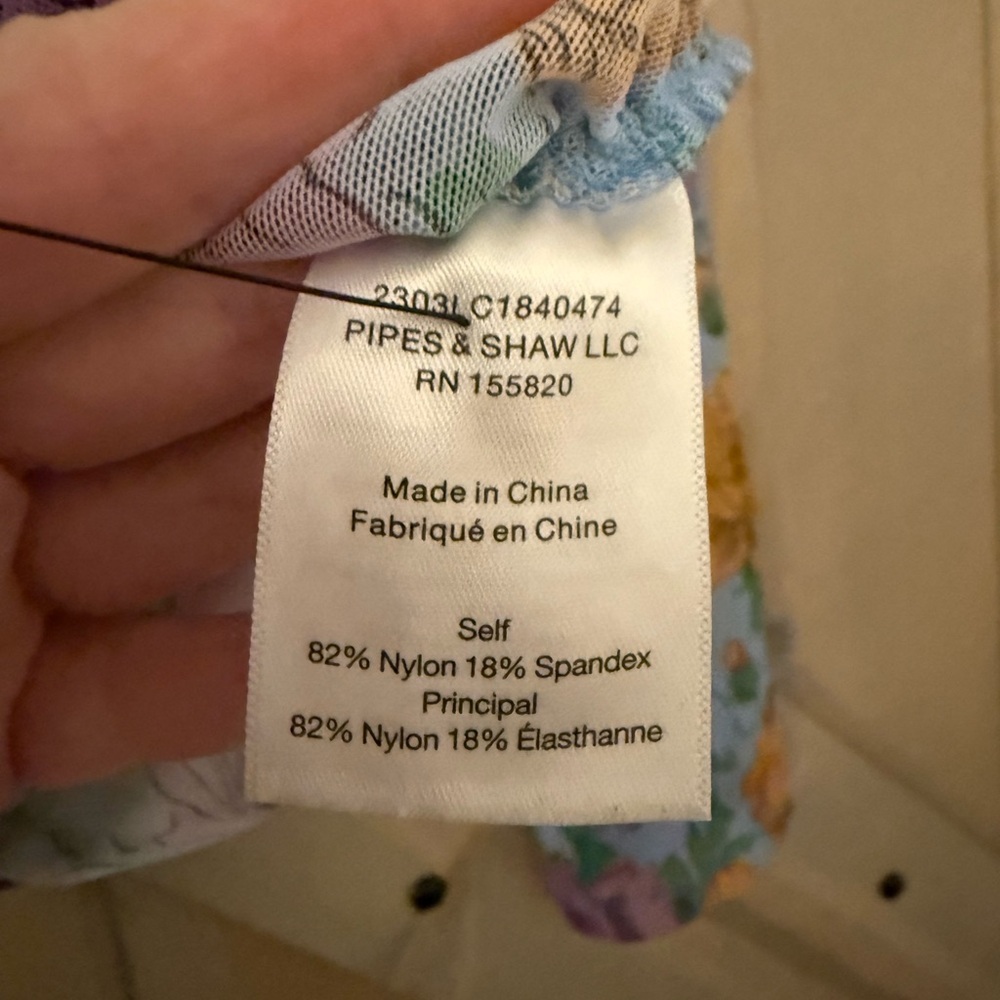 2303LC1840474
PIPES & SHAW LLC
RN 155820
Made in China
Fabriqué en Chine
Self
82% Nylon 18% Spandex
Principal
82% Nylon 18% Élasthanne